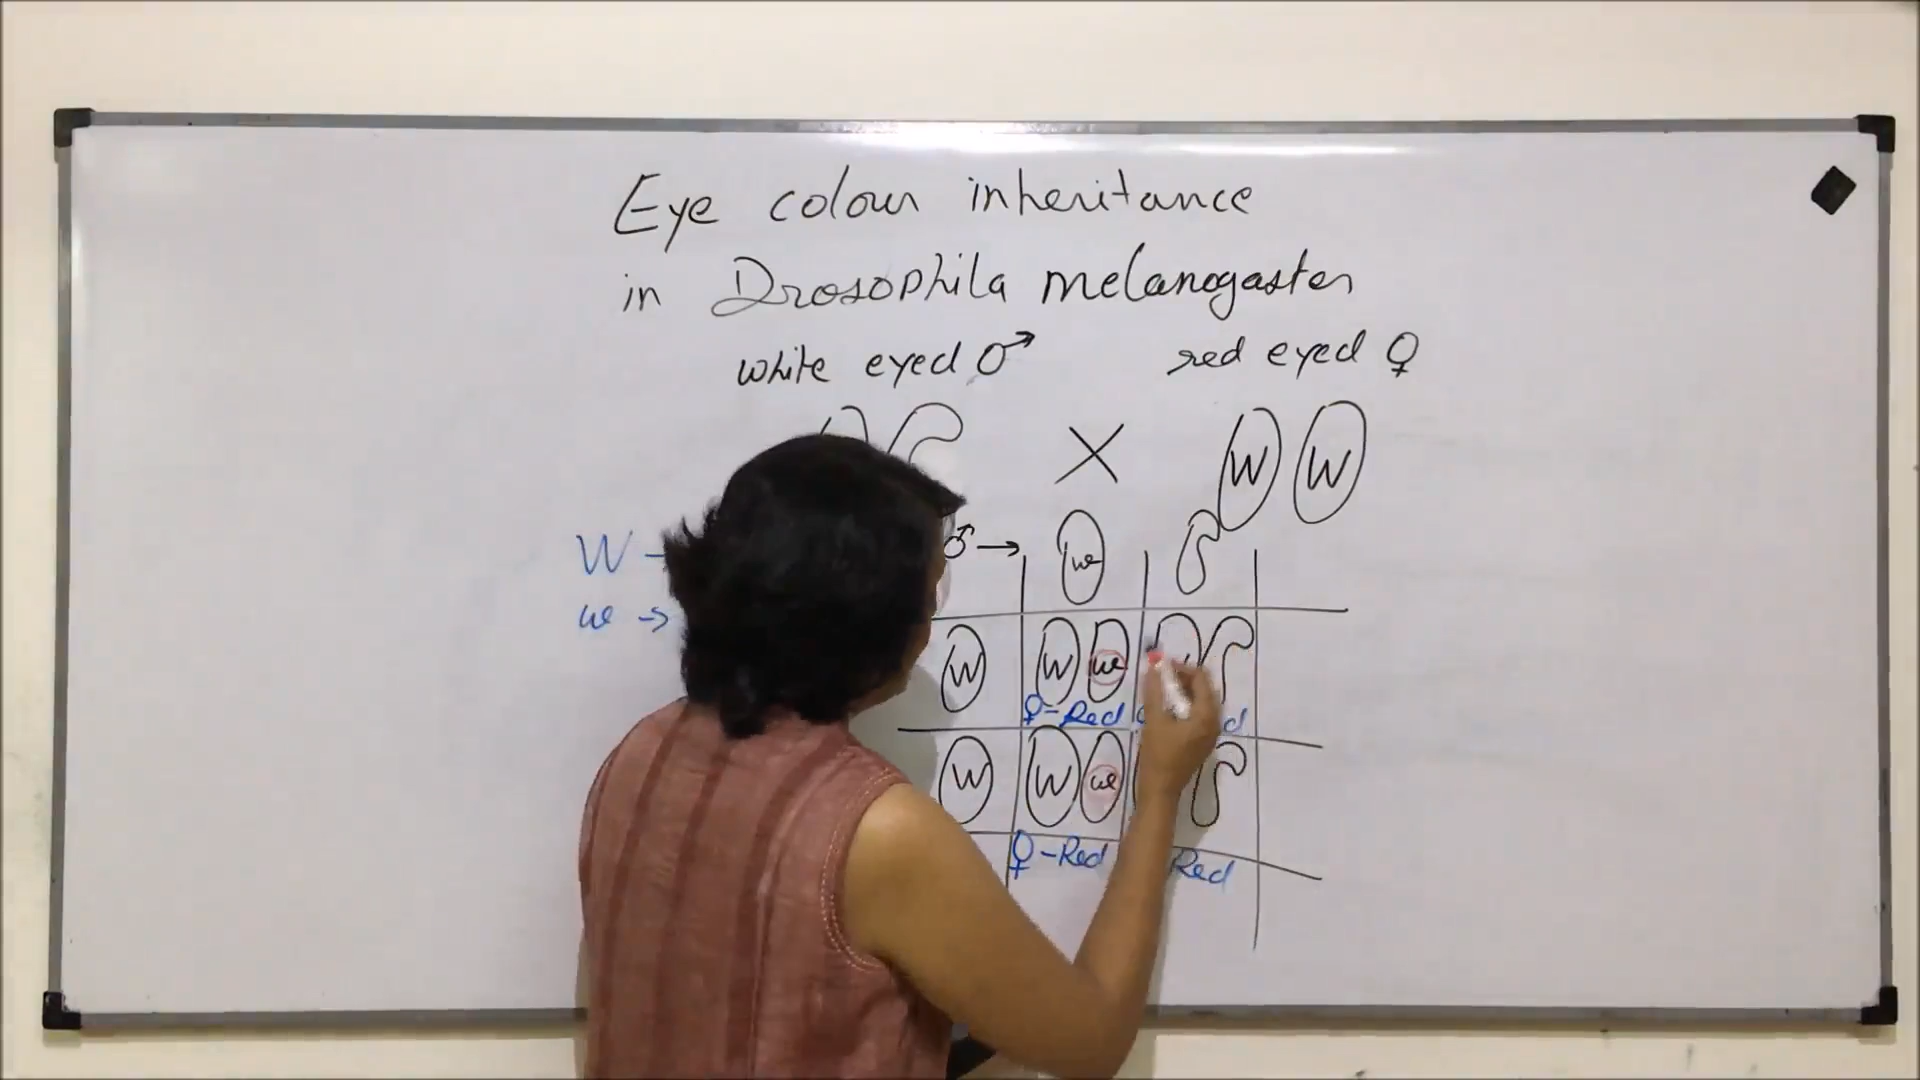 Eye colour inheritance
in Drosophila melanogaster
white eyed ♂ red eyed ♀
W W
W →
♂ → w
w →
W W w
♀-Red
W W w
♀-Red Red